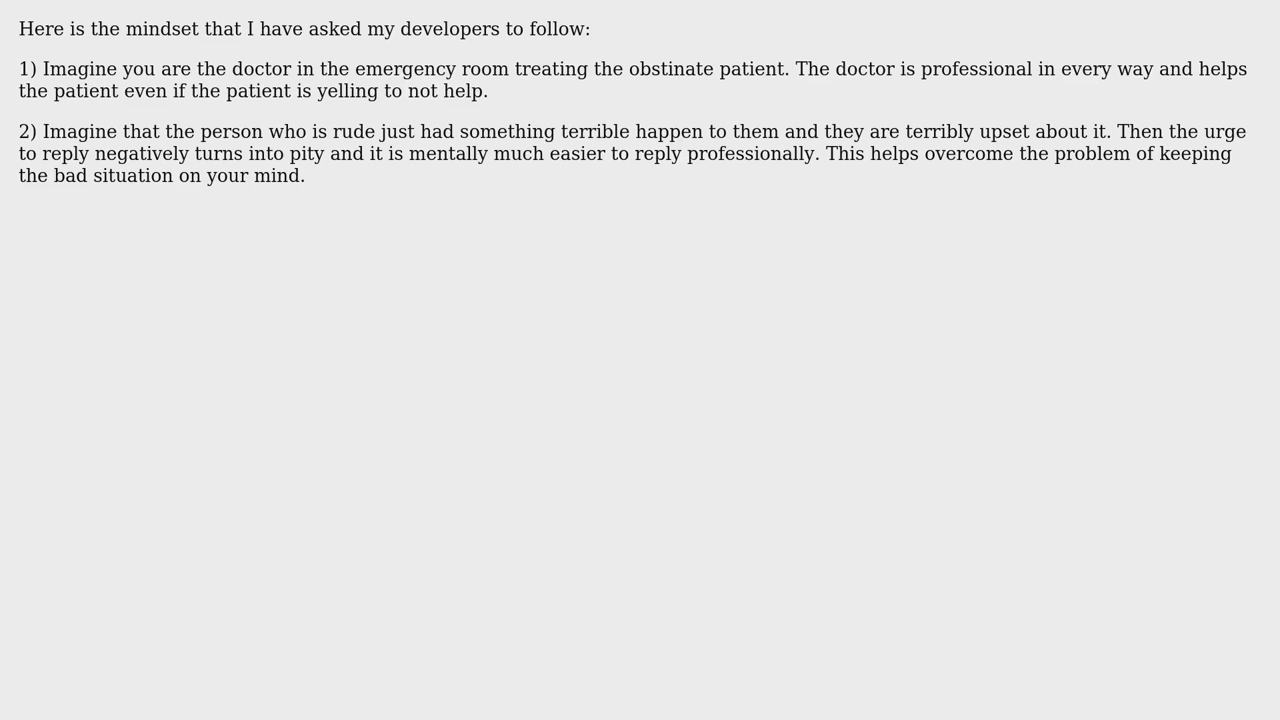 Here is the mindset that I have asked my developers to follow:
1) Imagine you are the doctor in the emergency room treating the obstinate patient. The doctor is professional in every way and helps
the patient even if the patient is yelling to not help.
2) Imagine that the person who is rude just had something terrible happen to them and they are terribly upset about it. Then the urge
to reply negatively turns into pity and it is mentally much easier to reply professionally. This helps overcome the problem of keeping
the bad situation on your mind.